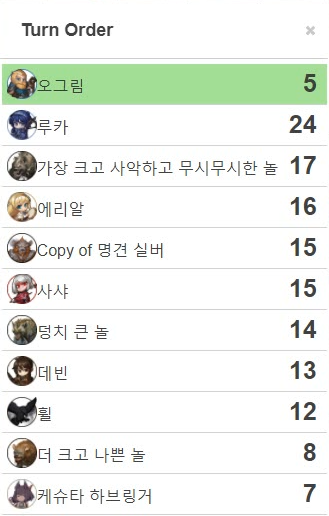 Turn Order ×
오그림 5
루카 24
가장 크고 사악하고 무시무시한 놀 17
에리알 16
Copy of 명견 실버 15
사샤 15
덩치 큰 놀 14
데빈 13
휠 12
더 크고 나쁜 놀 8
케슈타 하브링거 7